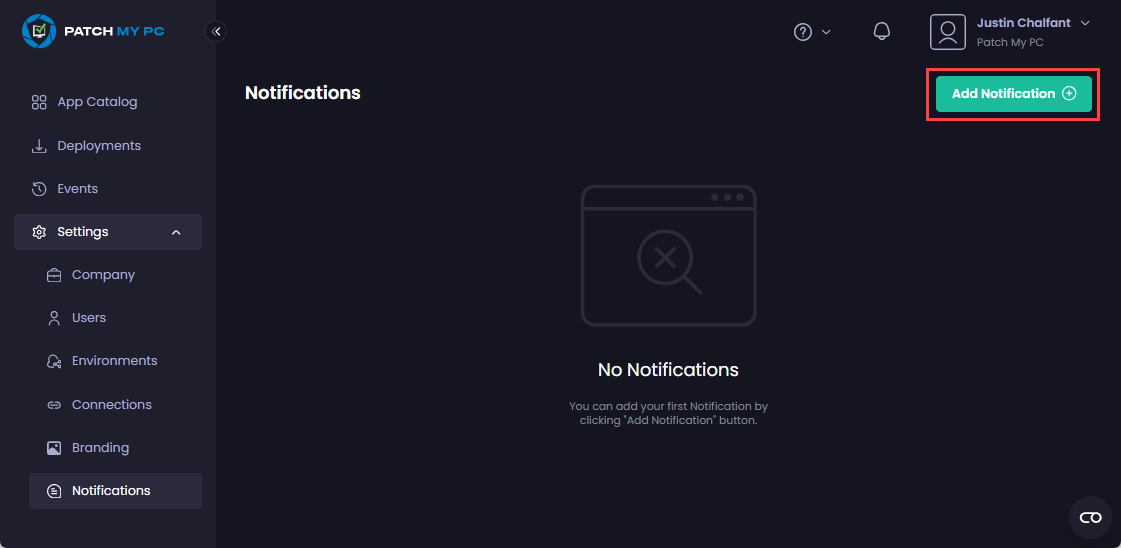 PATCH MY PC
Justin Chalfant
Patch My PC
Notifications
Add Notification
App Catalog
Deployments
Events
Settings
Company
Users
Environments
Connections
Branding
Notifications
No Notifications
You can add your first Notification by
clicking "Add Notification" button.